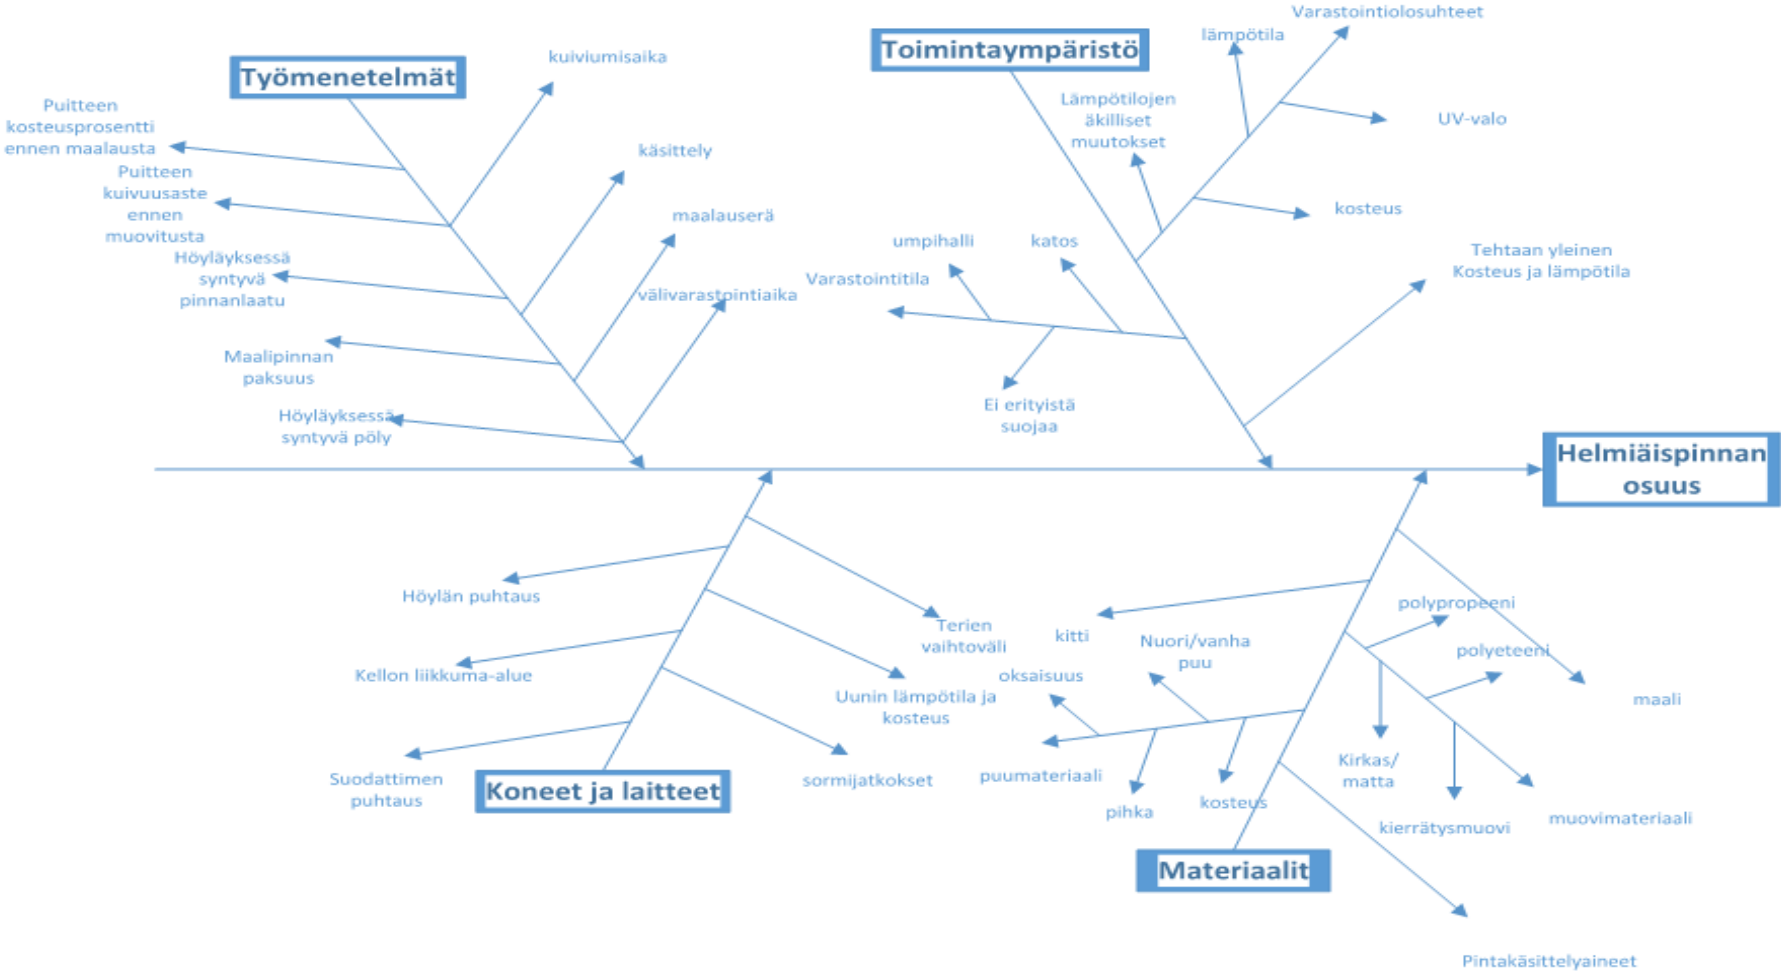 Työmenetelmät
kuiviumisaika
Puitteen
kosteusprosentti
ennen maalausta
käsittely
Puitteen
kuivuusaste
ennen
muovitusta
maalauserä
Höyläyksessä
syntyvä
pinnanlaatu
välivarastointiaika
Maalipinnan
paksuus
Höyläyksessä
syntyvä pöly
Toimintaympäristö
Varastointiolosuhteet
lämpötila
Lämpötilojen
äkilliset
muutokset
UV-valo
kosteus
umpihalli
katos
Varastointitila
Tehtaan yleinen
Kosteus ja lämpötila
Ei erityistä
suojaa
Helmiäispinnan
osuus
Höylän puhtaus
Terien
vaihtoväli
Kellon liikkuma-alue
Uunin lämpötila ja
kosteus
Suodattimen
puhtaus
sormijatkokset
Koneet ja laitteet
kitti
polypropeeni
Nuori/vanha
puu
polyeteeni
oksaisuus
maali
puumateriaali
pihka
kosteus
Kirkas/
matta
kierrätysmuovi
muovimateriaali
Materiaalit
Pintakäsittelyaineet